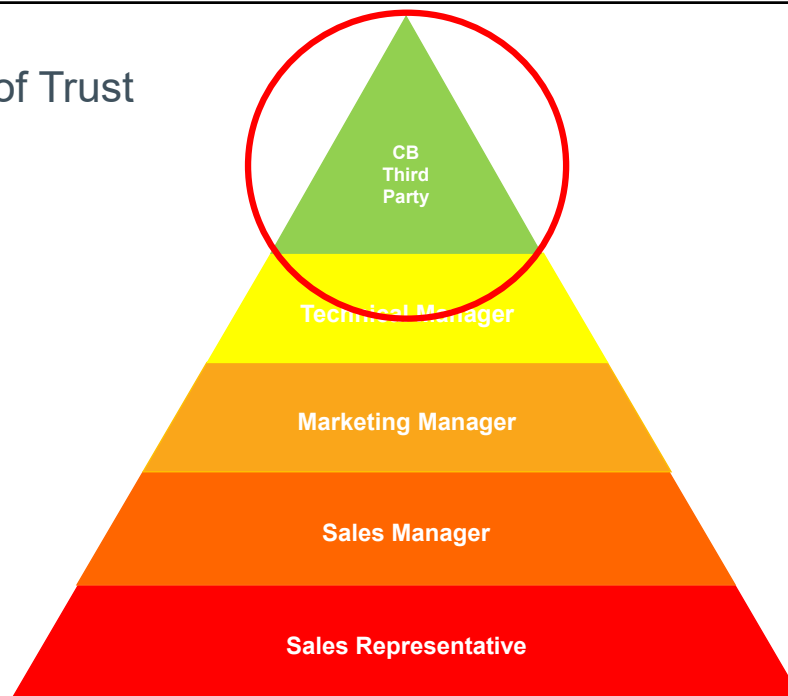 of Trust
CB
Third
Party
Technical Manager
Marketing Manager
Sales Manager
Sales Representative